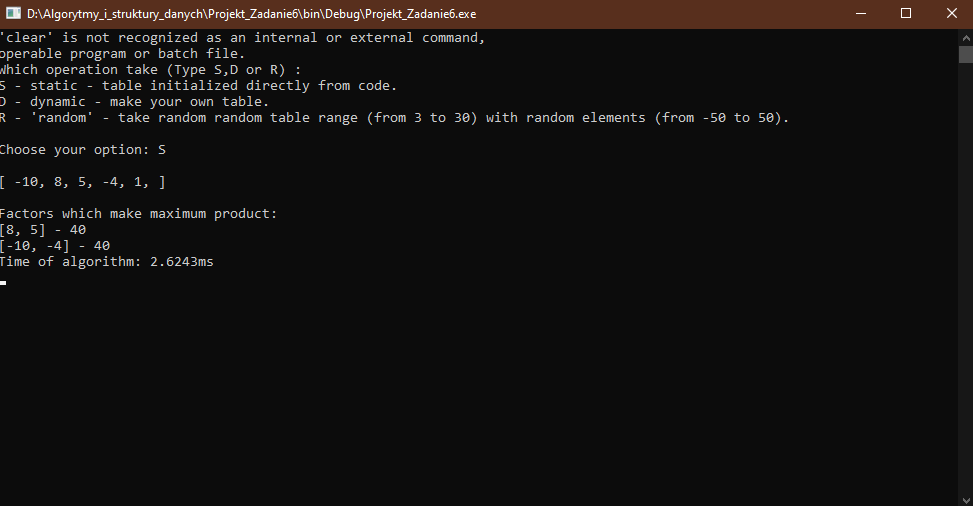 D:\Algorytmy_i_struktury_danych\Projekt_Zadanie6\bin\Debug\Projekt_Zadanie6.exe
'clear' is not recognized as an internal or external command,
operable program or batch file.
Which operation take (Type S,D or R) :
S - static - table initialized directly from code.
D - dynamic - make your own table.
R - 'random' - take random random table range (from 3 to 30) with random elements (from -50 to 50).
Choose your option: S
[ -10, 8, 5, -4, 1, ]
Factors which make maximum product:
[8, 5] - 40
[-10, -4] - 40
Time of algorithm: 2.6243ms